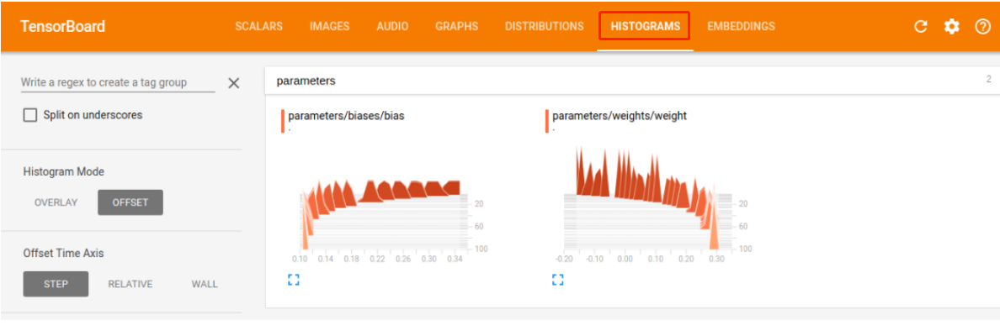 TensorBoard SCALARS IMAGES AUDIO GRAPHS DISTRIBUTIONS HISTOGRAMS EMBEDDINGS
Write a regex to create a tag group
Split on underscores
Histogram Mode
OVERLAY OFFSET
Offset Time Axis
STEP RELATIVE WALL
parameters 2
parameters/biases/bias
.
20
60
100
0.10 0.14 0.18 0.22 0.26 0.30 0.34
parameters/weights/weight
.
20
60
100
-0.20 -0.10 0.00 0.10 0.20 0.30